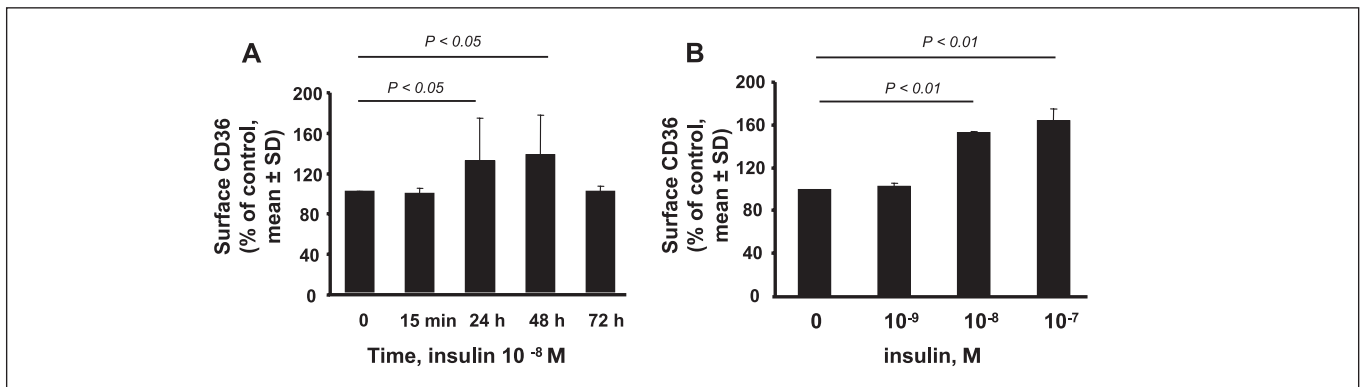 A
P < 0.05
P < 0.05
Surface CD36
(% of control,
mean ± SD)
200
160
120
80
40
0
0 15 min 24 h 48 h 72 h
Time, insulin 10 -8 M
B
P < 0.01
P < 0.01
Surface CD36
(% of control,
mean ± SD)
200
160
120
80
40
0
0 10-9 10-8 10-7
insulin, M